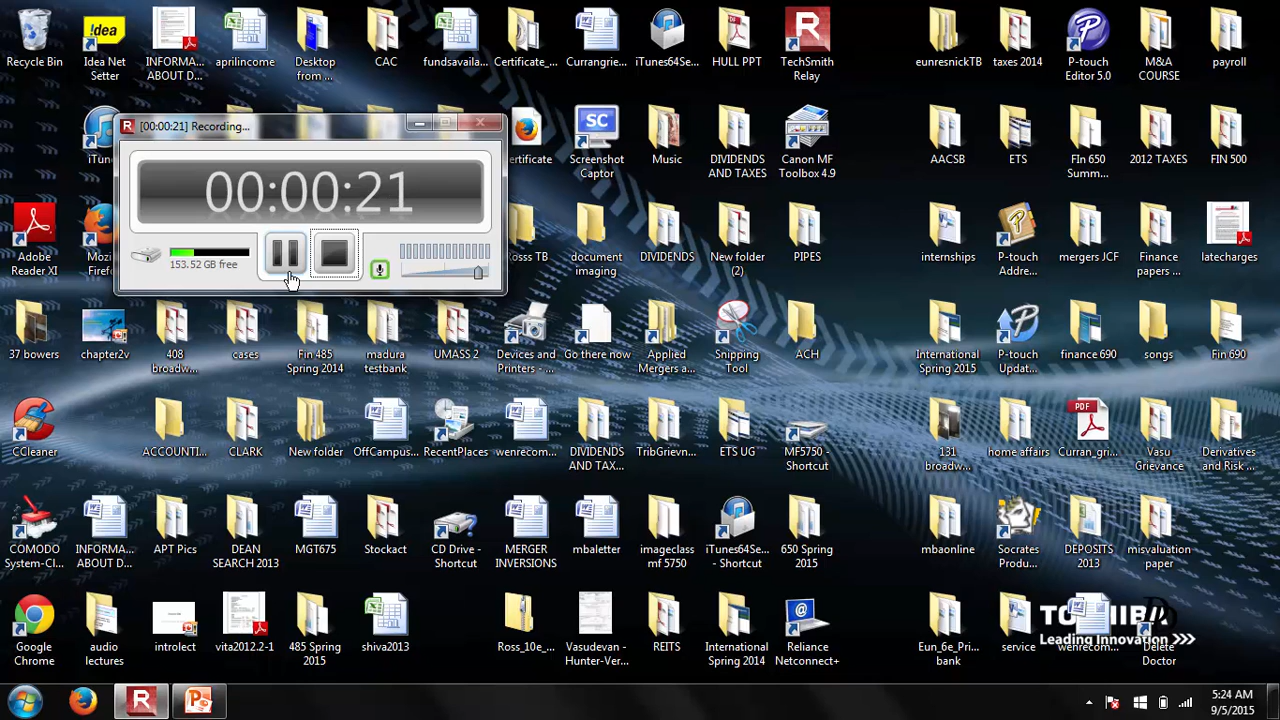 Recycle Bin
!dea
Idea Net
Setter
INFORMA...
ABOUT D...
aprilincome
Desktop
from ...
CAC
fundsavaila...
Certificate_...
Currangrie...
iTunes64Se...
HULL PPT
TechSmith
Relay
eunresnickTB
taxes 2014
P-touch
Editor 5.0
M&A
COURSE
payroll
[00:00:21] Recording...
00:00:21
153.52 GB free
SC
Screenshot
Captor
Music
DIVIDENDS
AND TAXES
Canon MF
Toolbox 4.9
AACSB
ETS
FIn 650
Summ...
2012 TAXES
FIN 500
Adobe
Reader XI
document
imaging
DIVIDENDS
New folder
(2)
PIPES
internships
P-touch
Addre...
mergers JCF
Finance
papers ...
latecharges
37 bowers
chapter2v
408
broadw...
cases
Fin 485
Spring 2014
madura
testbank
UMASS 2
Devices and
Printers - ...
Go there now
Applied
Mergers a...
Snipping
Tool
ACH
International
Spring 2015
P-touch
Updat...
finance 690
songs
Fin 690
CCleaner
ACCOUNTI...
CLARK
New folder
OffCampus...
RecentPlaces
wenrecom...
DIVIDENDS
AND TAX...
TribGrievn...
ETS UG
MF5750 -
Shortcut
131
broadw...
home affairs
PDF
Curran_gri...
Vasu
Grievance
Derivatives
and Risk ...
COMODO
System-Cl...
INFORMA...
ABOUT D...
APT Pics
DEAN
SEARCH 2013
MGT675
Stockact
CD Drive -
Shortcut
MERGER
INVERSIONS
mbaletter
imageclass
mf 5750
iTunes64Se...
- Shortcut
650 Spring
2015
mbaonline
Socrates
Produ...
DEPOSITS
2013
misvaluation
paper
Google
Chrome
audio
lectures
introlect
vita2012.2-1
485 Spring
2015
shiva2013
Ross_10e_...
Vasudevan
- Hunter-Ver...
REITS
International
Spring 2014
Reliance
Netconnect+
Eun_6e_Pri...
bank
service
wenrecom...
Delete
Doctor
TOSHIBA
Leading Innovation >>>
5:24 AM
9/5/2015